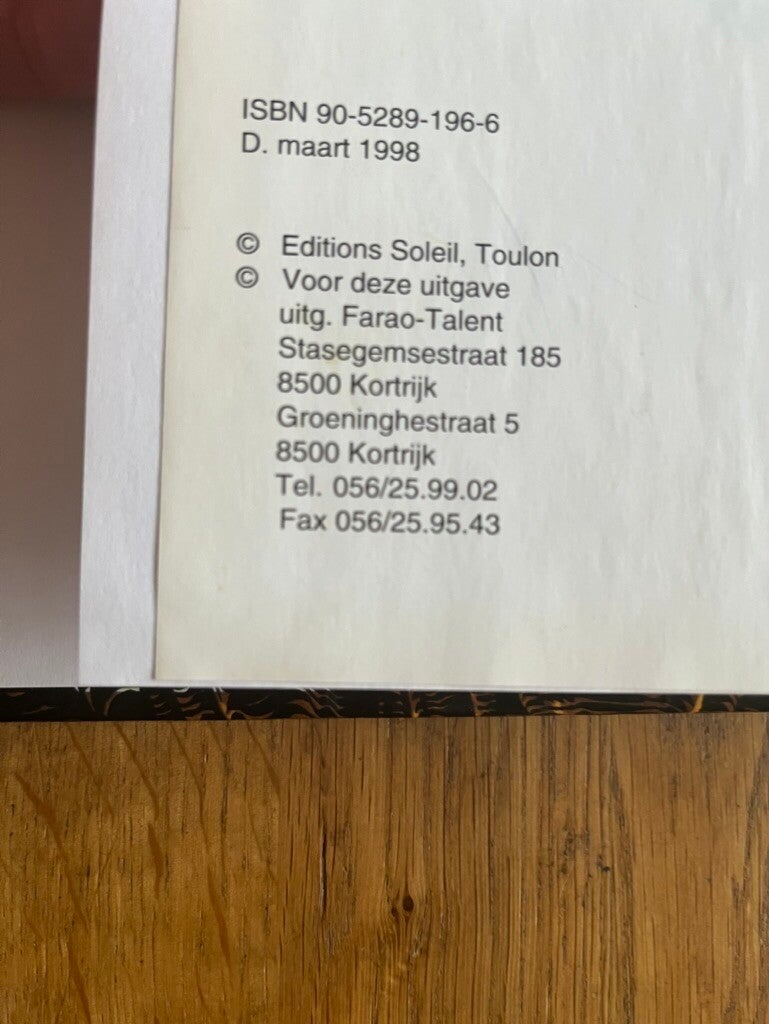 ISBN 90-5289-196-6
D. maart 1998
© Editions Soleil, Toulon
© Voor deze uitgave
uitg. Farao-Talent
Stasegemsestraat 185
8500 Kortrijk
Groeninghestraat 5
8500 Kortrijk
Tel. 056/25.99.02
Fax 056/25.95.43